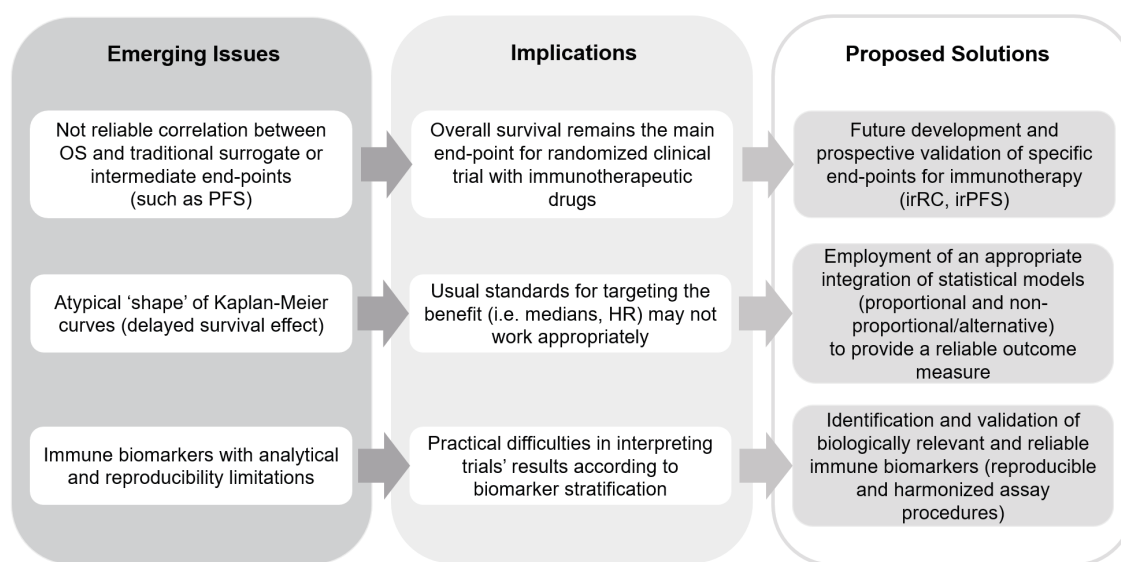 Emerging Issues
Implications
Proposed Solutions
Not reliable correlation between
OS and traditional surrogate or
intermediate end-points
(such as PFS)
Overall survival remains the main
end-point for randomized clinical
trial with immunotherapeutic
drugs
Future development and
prospective validation of specific
end-points for immunotherapy
(irRC, irPFS)
Atypical ‘shape’ of Kaplan-Meier
curves (delayed survival effect)
Usual standards for targeting the
benefit (i.e. medians, HR) may not
work appropriately
Employment of an appropriate
integration of statistical models
(proportional and non-
proportional/alternative)
to provide a reliable outcome
measure
Immune biomarkers with analytical
and reproducibility limitations
Practical difficulties in interpreting
trials’ results according to
biomarker stratification
Identification and validation of
biologically relevant and reliable
immune biomarkers (reproducible
and harmonized assay
procedures)